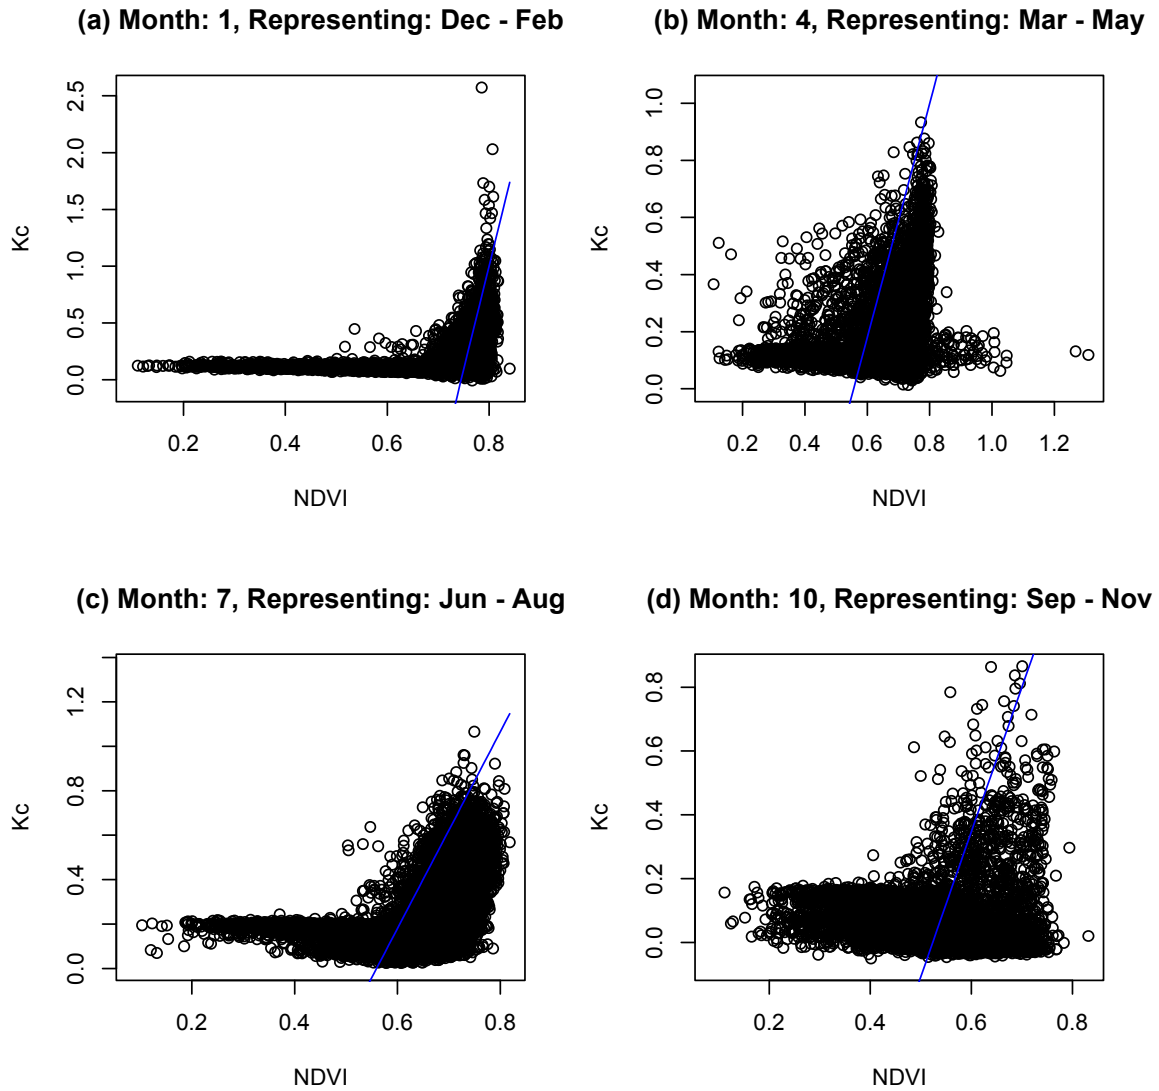 (a) Month: 1, Representing: Dec - Feb
Kc
2.5
2.0
1.5
1.0
0.5
0.0
0.2 0.4 0.6 0.8
NDVI
(b) Month: 4, Representing: Mar - May
Kc
1.0
0.8
0.6
0.4
0.2
0.0
0.2 0.4 0.6 0.8 1.0 1.2
NDVI
(c) Month: 7, Representing: Jun - Aug
Kc
1.2
0.8
0.4
0.0
0.2 0.4 0.6 0.8
NDVI
(d) Month: 10, Representing: Sep - Nov
Kc
0.8
0.6
0.4
0.2
0.0
0.2 0.4 0.6 0.8
NDVI